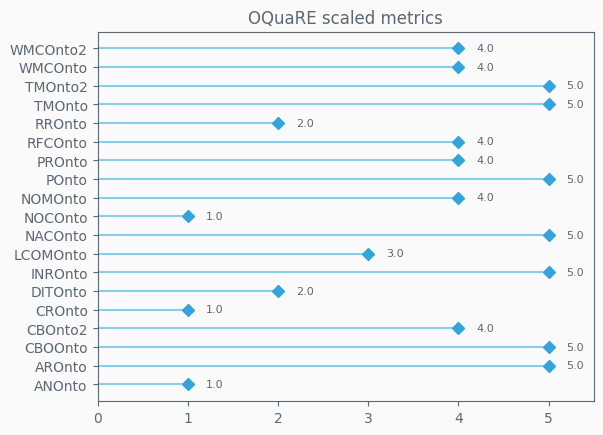 OQuaRE scaled metrics
WMCOnto2 4.0
WMCOnto 4.0
TMOnto2 5.0
TMOnto 5.0
RROnto 2.0
RFCOnto 4.0
PROnto 4.0
POnto 5.0
NOMOnto 4.0
NOCOnto 1.0
NACOnto 5.0
LCOMOnto 3.0
INROnto 5.0
DITOnto 2.0
CROnto 1.0
CBOnto2 4.0
CBOOnto 5.0
AROnto 5.0
ANOnto 1.0
0 1 2 3 4 5